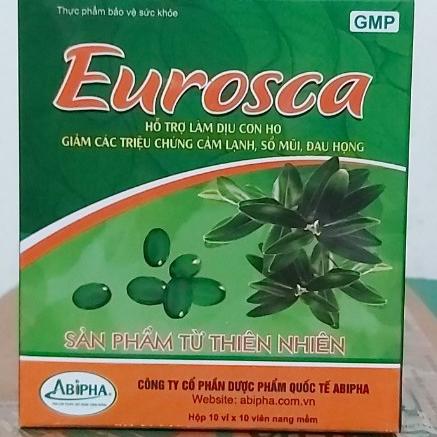 Thực phẩm bảo vệ sức khỏe
GMP
Eurosca
HỖ TRỢ LÀM DỊU CƠN HO
GIẢM CÁC TRIỆU CHỨNG CẢM LẠNH, SỔ MŨI, ĐAU HỌNG
SẢN PHẨM TỪ THIÊN NHIÊN
ABIPHA
CÔNG TY CỔ PHẦN DƯỢC PHẨM QUỐC TẾ ABIPHA
Website: abipha.com.vn
Hộp 10 vỉ x 10 viên nang mềm